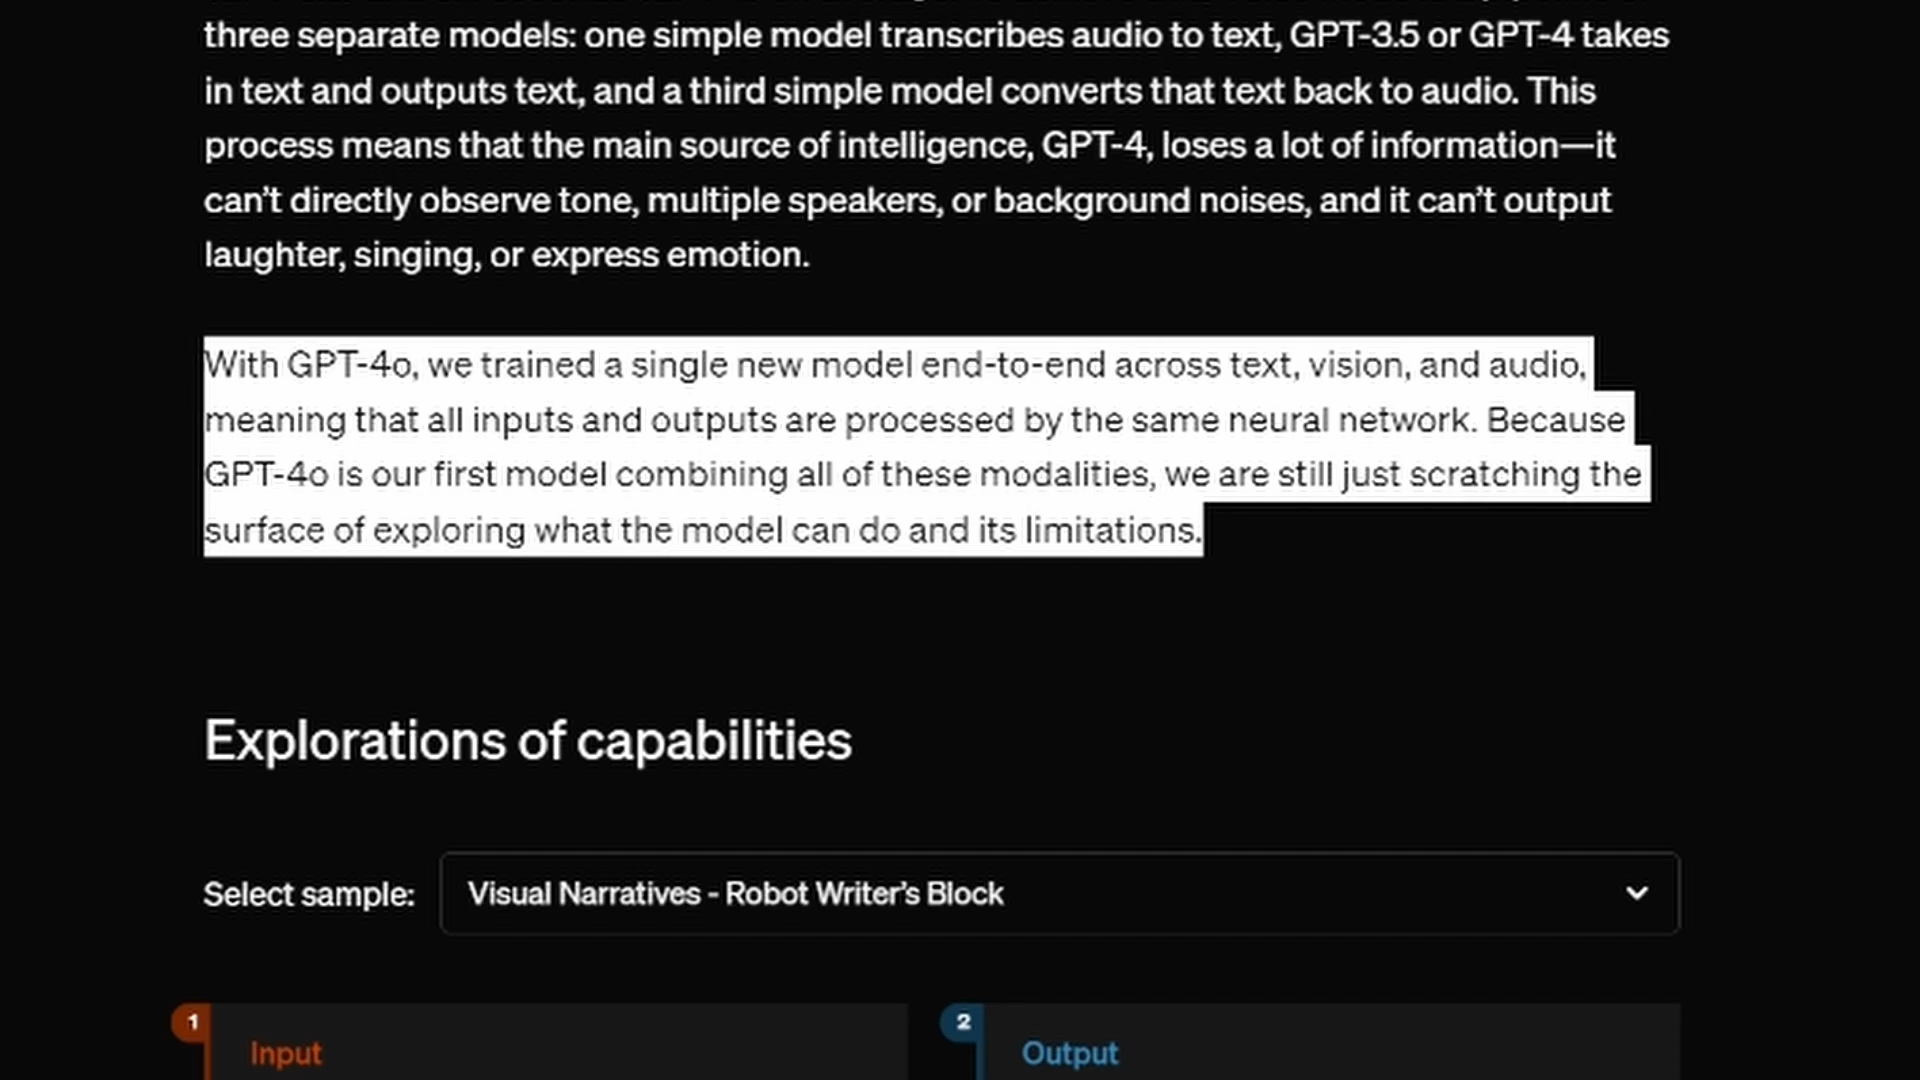 three separate models: one simple model transcribes audio to text, GPT-3.5 or GPT-4 takes
in text and outputs text, and a third simple model converts that text back to audio. This
process means that the main source of intelligence, GPT-4, loses a lot of information—it
can’t directly observe tone, multiple speakers, or background noises, and it can’t output
laughter, singing, or express emotion.
With GPT-4o, we trained a single new model end-to-end across text, vision, and audio,
meaning that all inputs and outputs are processed by the same neural network. Because
GPT-4o is our first model combining all of these modalities, we are still just scratching the
surface of exploring what the model can do and its limitations.
Explorations of capabilities
Select sample: Visual Narratives - Robot Writer’s Block
1 Input
2 Output